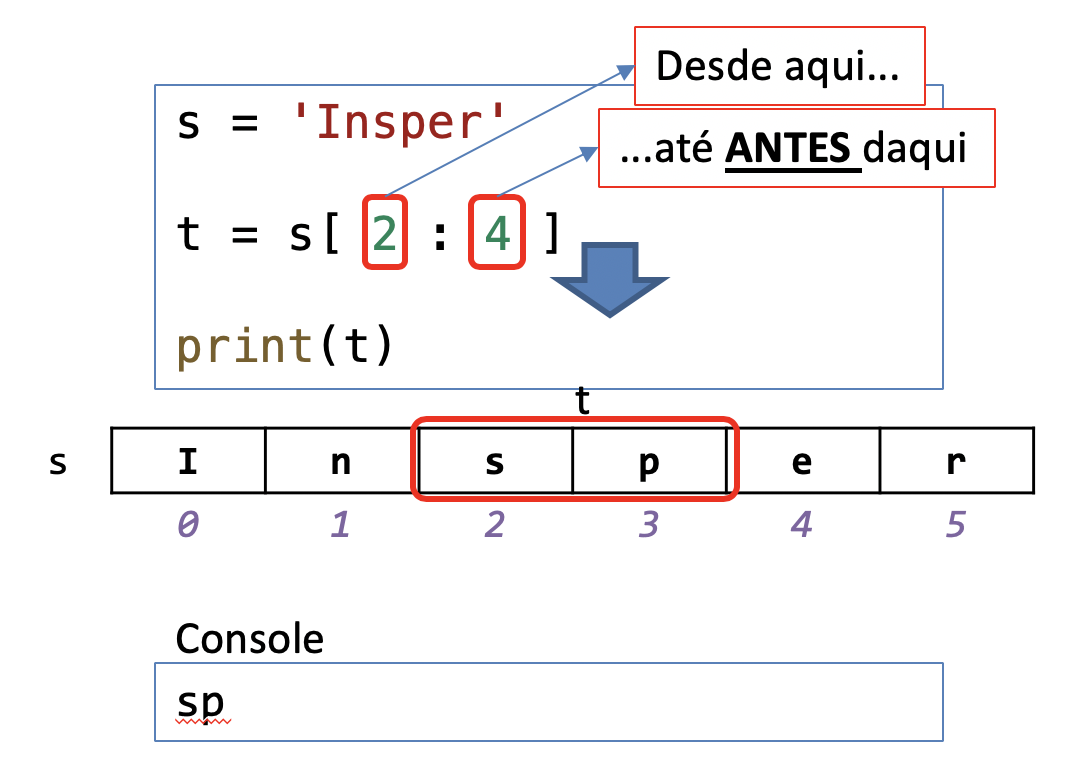 Desde aqui...
s = 'Insper'
...até ANTES daqui
t = s[ 2 : 4 ]
print(t)
t
s I n s p e r
0 1 2 3 4 5
Console
sp